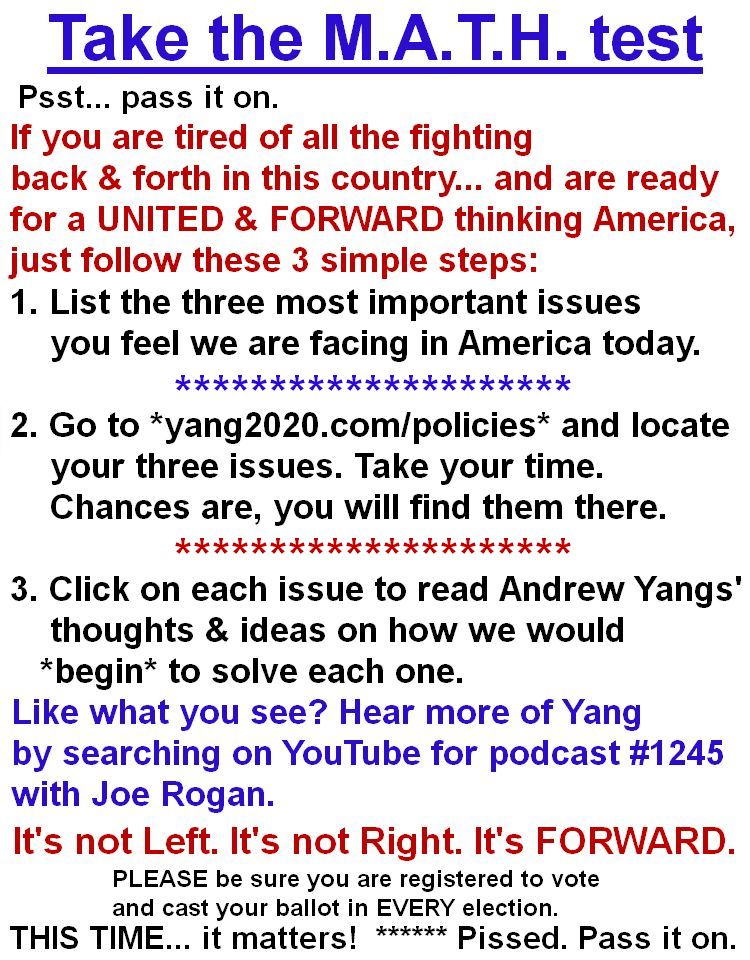 Take the M.A.T.H. test
Psst... pass it on.
If you are tired of all the fighting
back & forth in this country... and are ready
for a UNITED & FORWARD thinking America,
just follow these 3 simple steps:
1. List the three most important issues
you feel we are facing in America today.
*********************
2. Go to *yang2020.com/policies* and locate
your three issues. Take your time.
Chances are, you will find them there.
*********************
3. Click on each issue to read Andrew Yangs'
thoughts & ideas on how we would
*begin* to solve each one.
Like what you see? Hear more of Yang
by searching on YouTube for podcast #1245
with Joe Rogan.
It's not Left. It's not Right. It's FORWARD.
PLEASE be sure you are registered to vote
and cast your ballot in EVERY election.
THIS TIME... it matters! ****** Pissed. Pass it on.